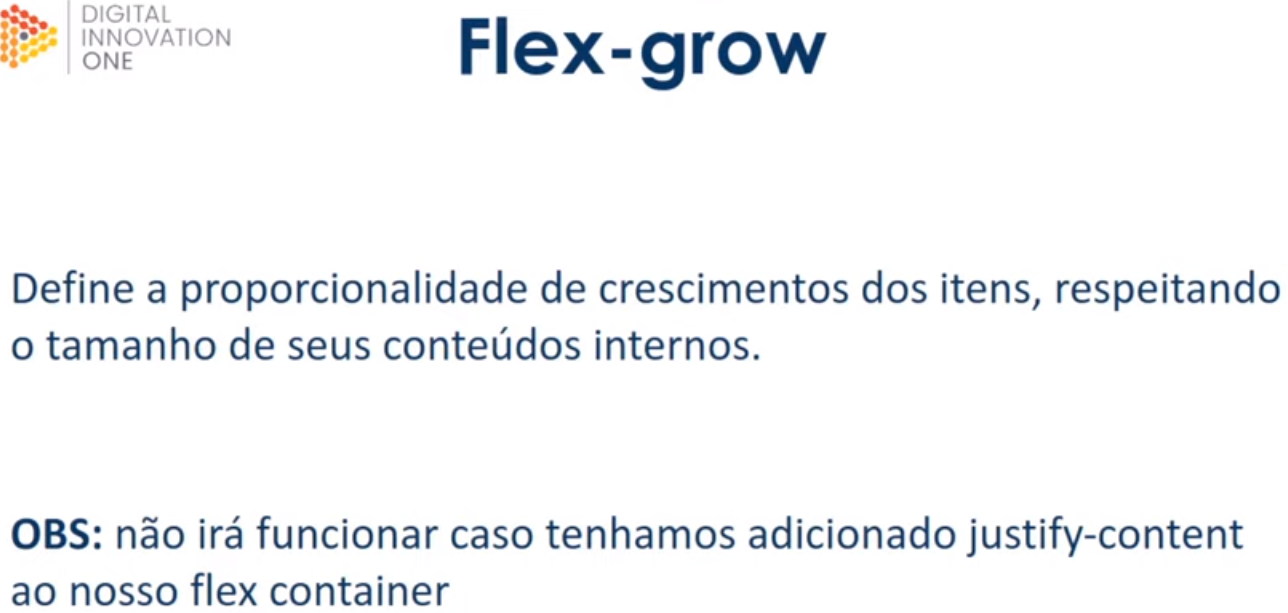 DIGITAL
INNOVATION
ONE
Flex-grow
Define a proporcionalidade de crescimentos dos itens, respeitando
o tamanho de seus conteúdos internos.
OBS: não irá funcionar caso tenhamos adicionado justify-content
ao nosso flex container